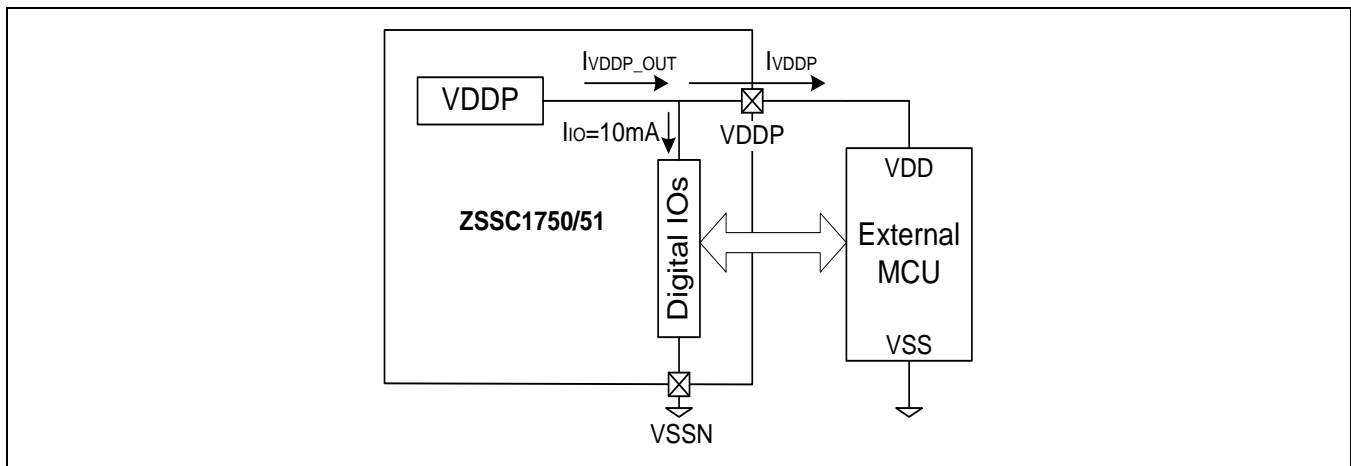 IVDDP_OUT
IVDDP
VDDP
IIO=10mA
VDDP
VDD
ZSSC1750/51
Digital IOs
External
MCU
VSS
VSSN